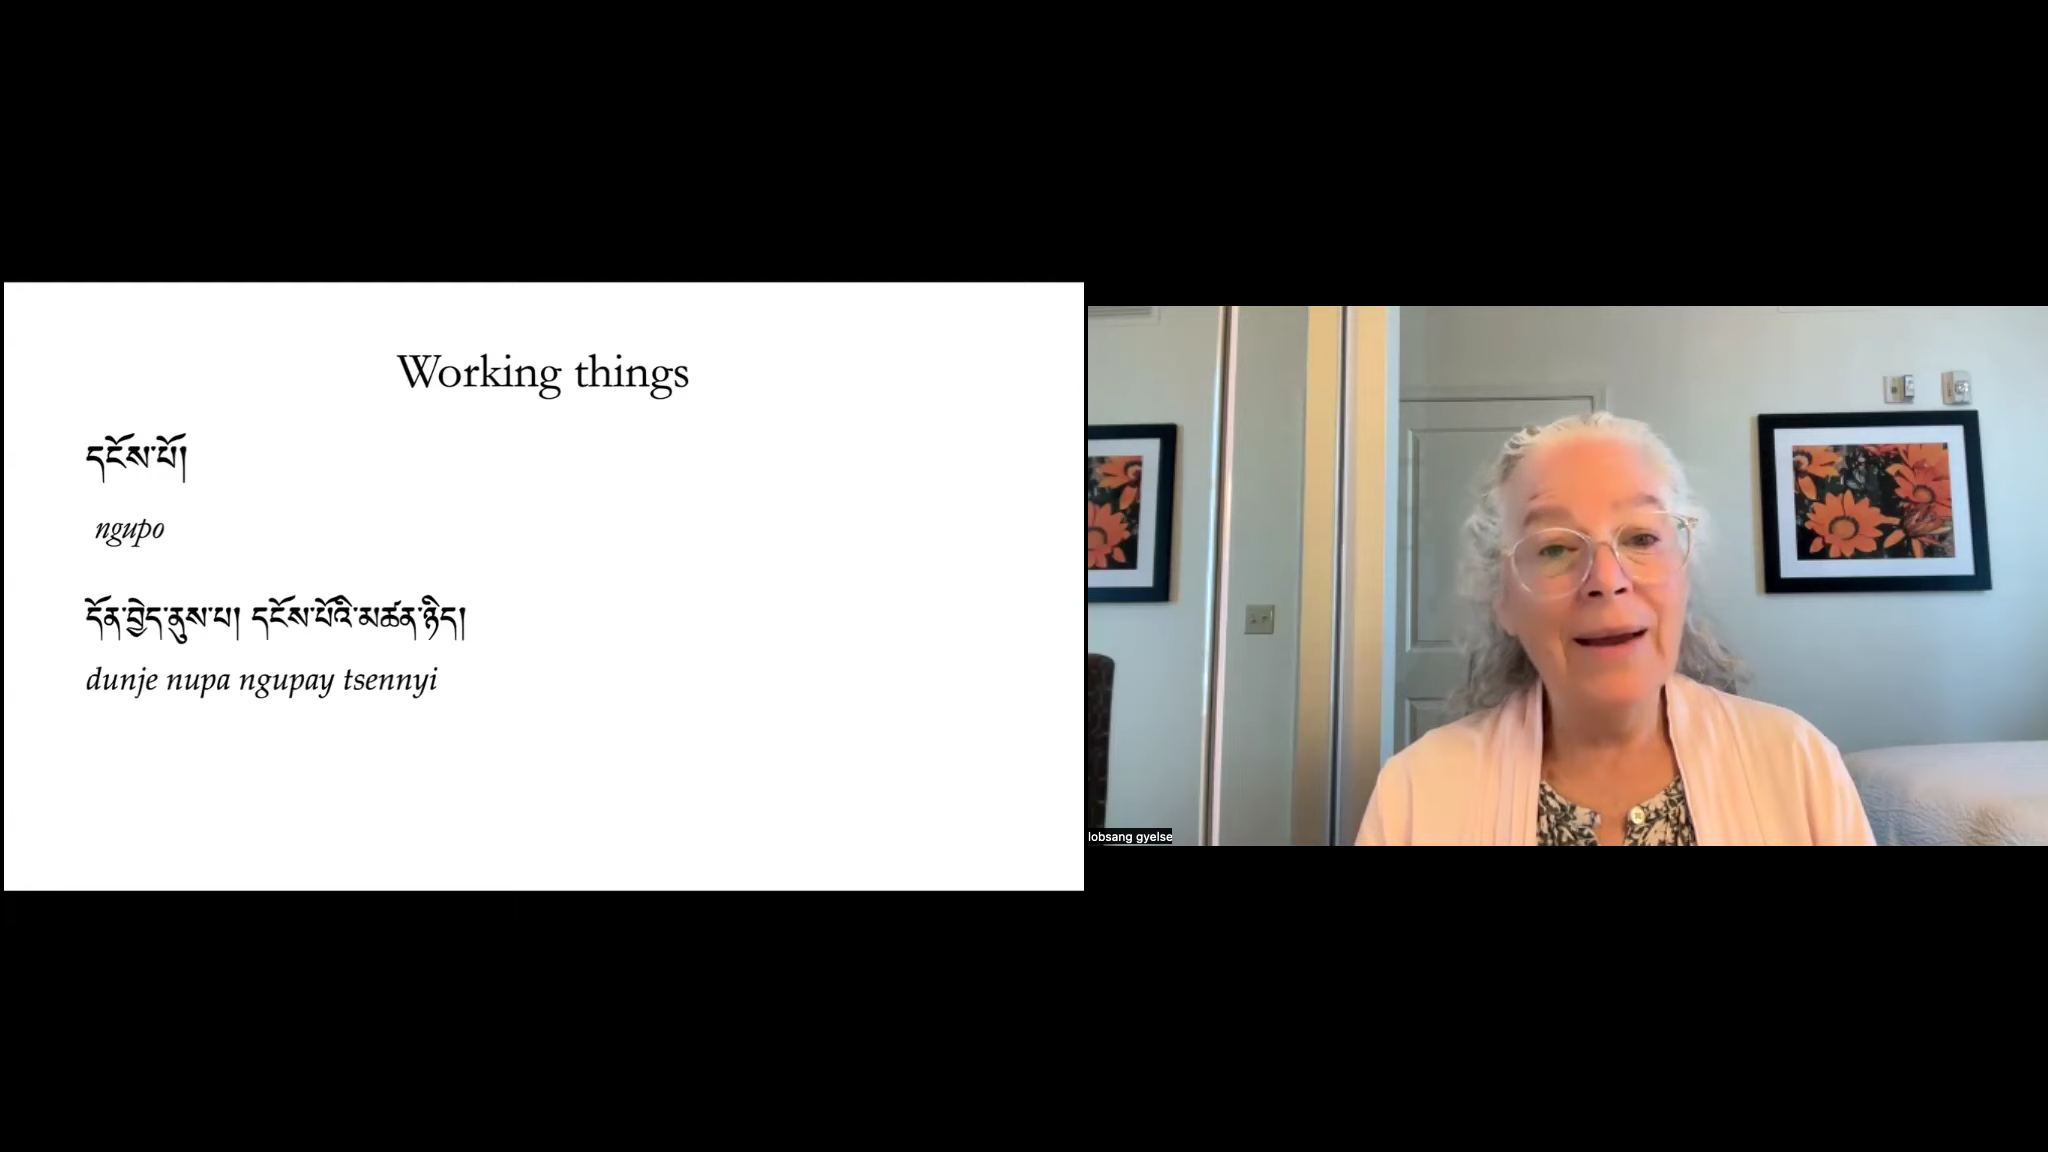 Working things
དངོས་པོ།
ngupo
དོན་བྱེད་ནུས་པ། དངོས་པོའི་མཚན་ཉིད།
dunje nupa ngupay tsennyi
lobsang gyelse